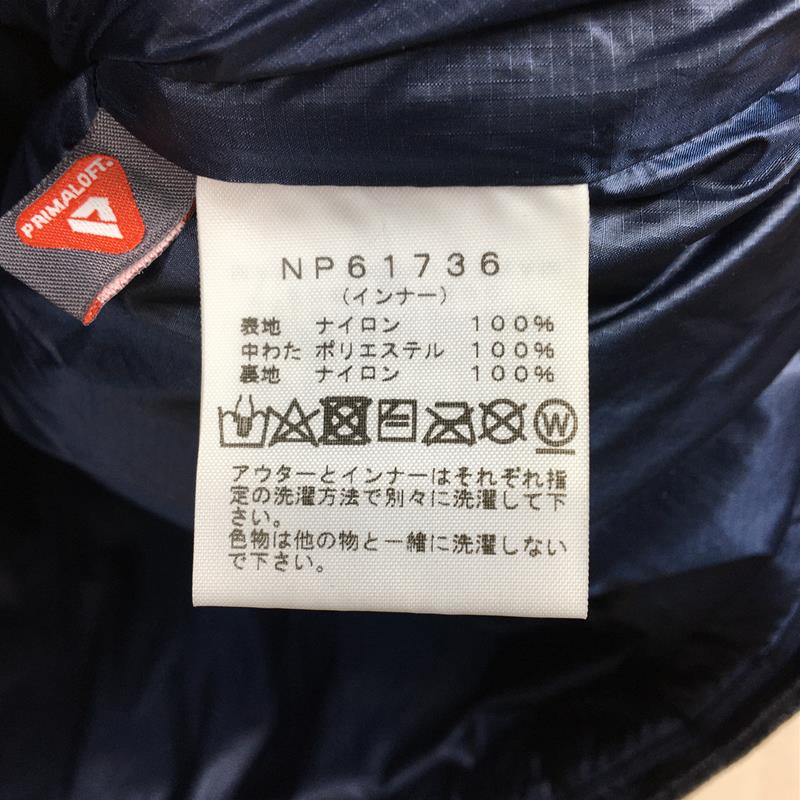 PRIMALOFT®
NP61736
(インナー)
表地 ナイロン 100%
中わた ポリエステル 100%
裏地 ナイロン 100%
W
アウターとインナーはそれぞれ指
定の洗濯方法で別々に洗濯して下
さい。
色物は他の物と一緒に洗濯しない
で下さい。